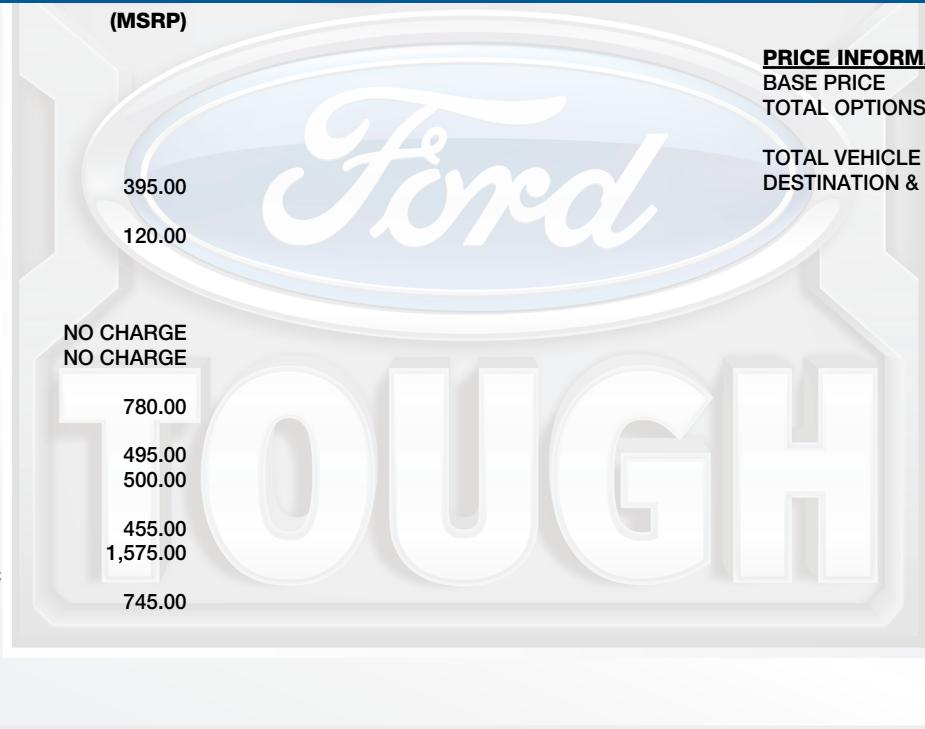 (MSRP)
PRICE INFORM
BASE PRICE
TOTAL OPTIONS
TOTAL VEHICLE
DESTINATION &
395.00
120.00
NO CHARGE
NO CHARGE
780.00
495.00
500.00
455.00
1,575.00
745.00
Ford
TOUGH